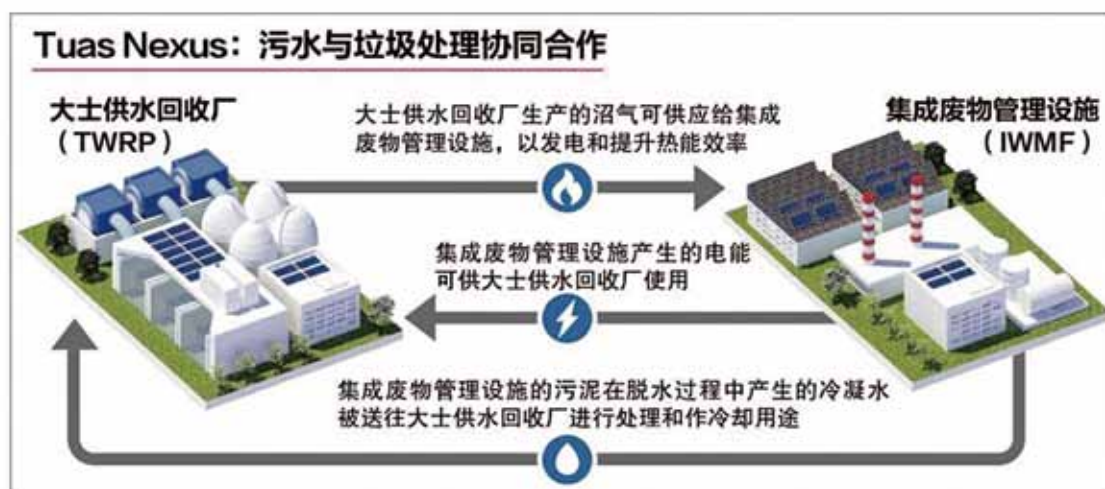 Tuas Nexus：污水与垃圾处理协同合作
大士供水回收厂
（TWRP）
大士供水回收厂生产的沼气可供应给集成
废物管理设施，以发电和提升热能效率
集成废物管理设施
（IWMF）
集成废物管理设施产生的电能
可供大士供水回收厂使用
集成废物管理设施的污泥在脱水过程中产生的冷凝水
被送往大士供水回收厂进行处理和作冷却用途